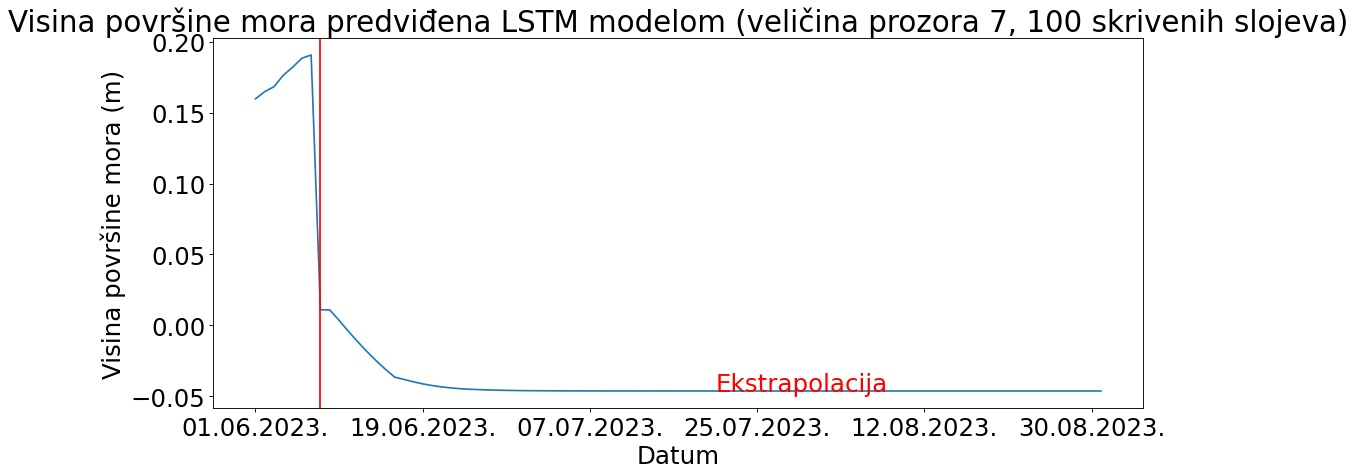 Visina površine mora predviđena LSTM modelom (veličina prozora 7, 100 skrivenih slojeva)
Visina površine mora (m)
0.20
0.15
0.10
0.05
0.00
−0.05
Ekstrapolacija
01.06.2023. 19.06.2023. 07.07.2023. 25.07.2023. 12.08.2023. 30.08.2023.
Datum